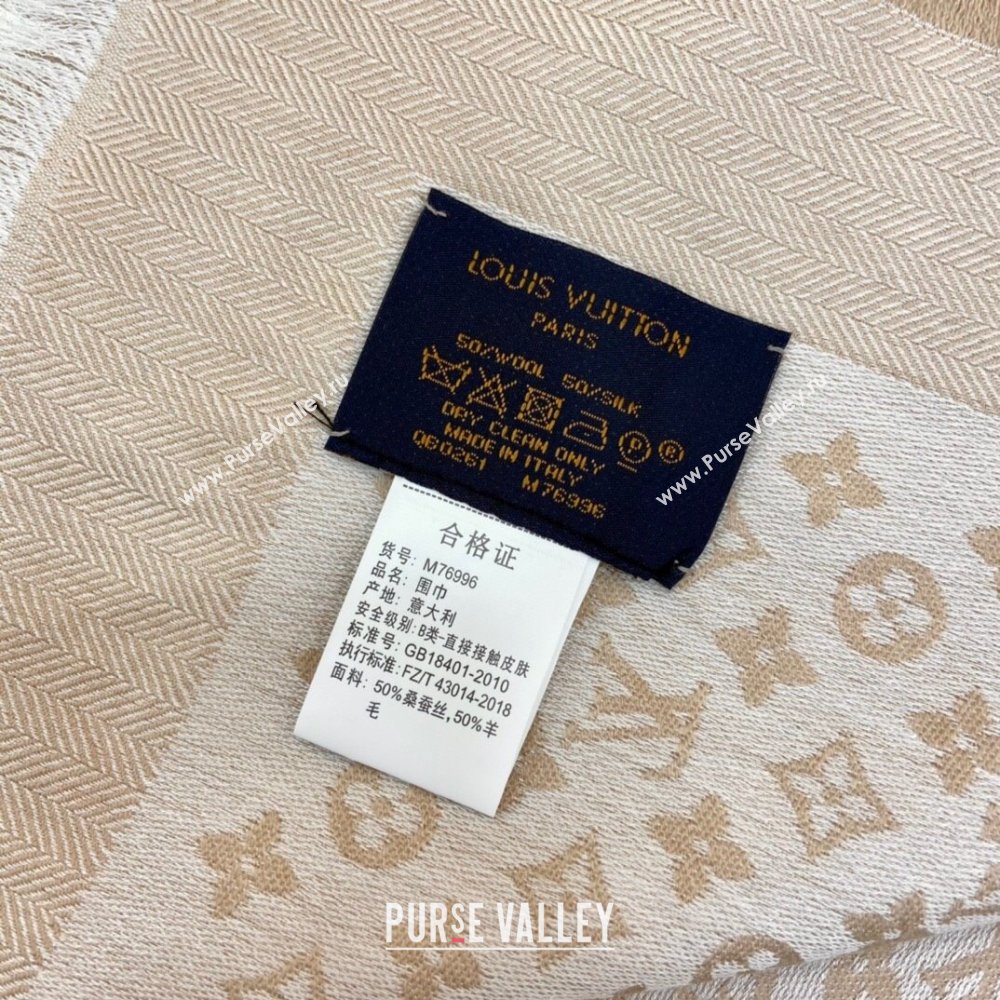 LOUIS VUITTON
PARIS
50%WOOL 50%SILK
P ®
DRY CLEAN ONLY
MADE IN ITALY
QB0261 M76996
合格证
货号: M76996
品名: 围巾
产地: 意大利
安全级别: B类-直接接触皮肤
标准号: GB18401-2010
执行标准: FZ/T 43014-2018
面料: 50%桑蚕丝,50%羊
毛
www.PurseValley.ru
www.PurseValley.ru
PURSE VALLEY